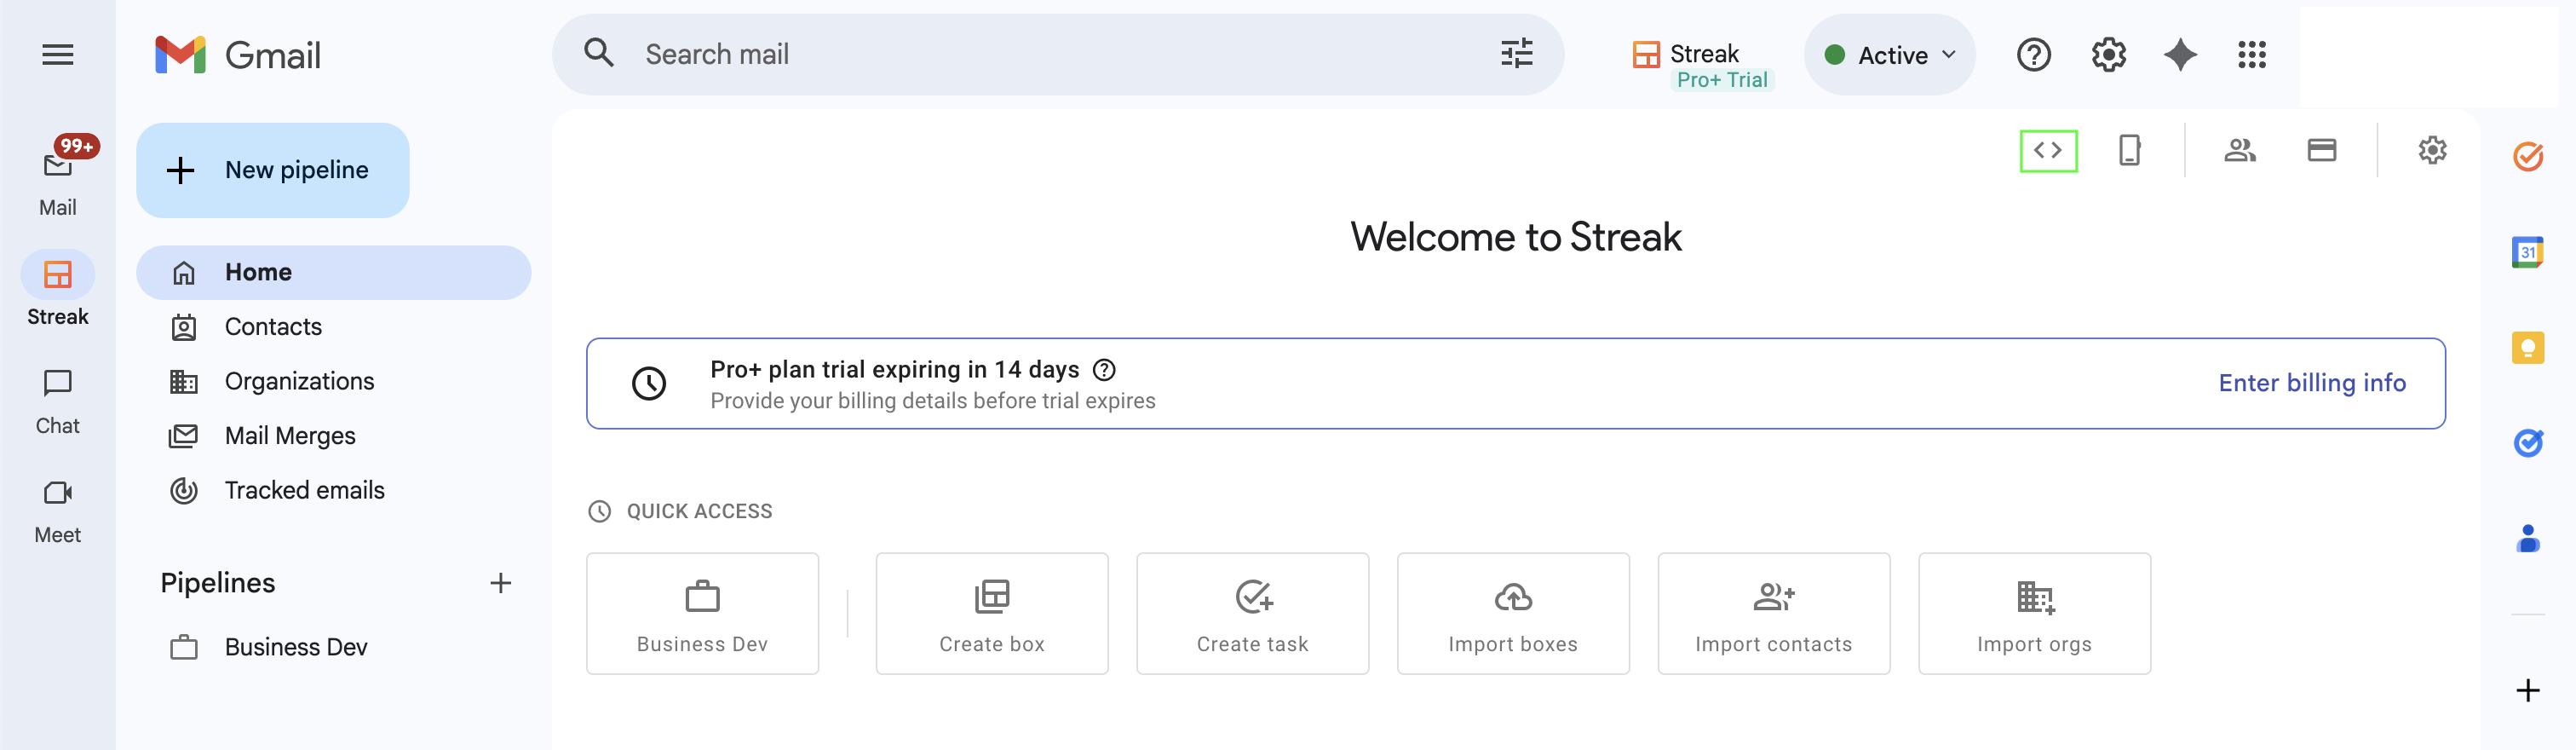 Gmail
Search mail
Streak
Pro+ Trial
Active
99+
Mail
Streak
Chat
Meet
New pipeline
Home
Contacts
Organizations
Mail Merges
Tracked emails
Pipelines
Business Dev
Welcome to Streak
Pro+ plan trial expiring in 14 days
Provide your billing details before trial expires
Enter billing info
QUICK ACCESS
Business Dev
Create box
Create task
Import boxes
Import contacts
Import orgs
31